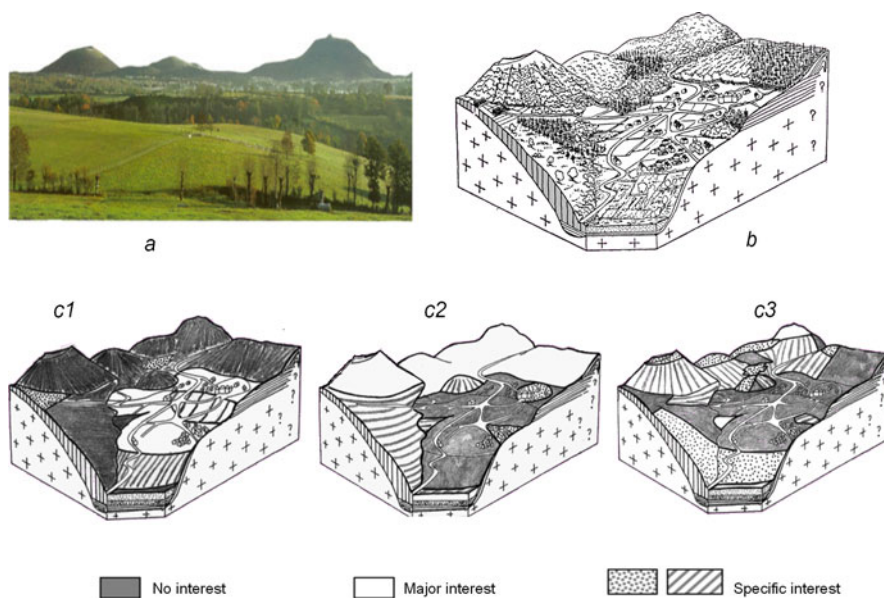 a
b
c1
c2
c3
?
?
?
?
?
?
?
?
?
?
?
?
No interest
Major interest
Specific interest